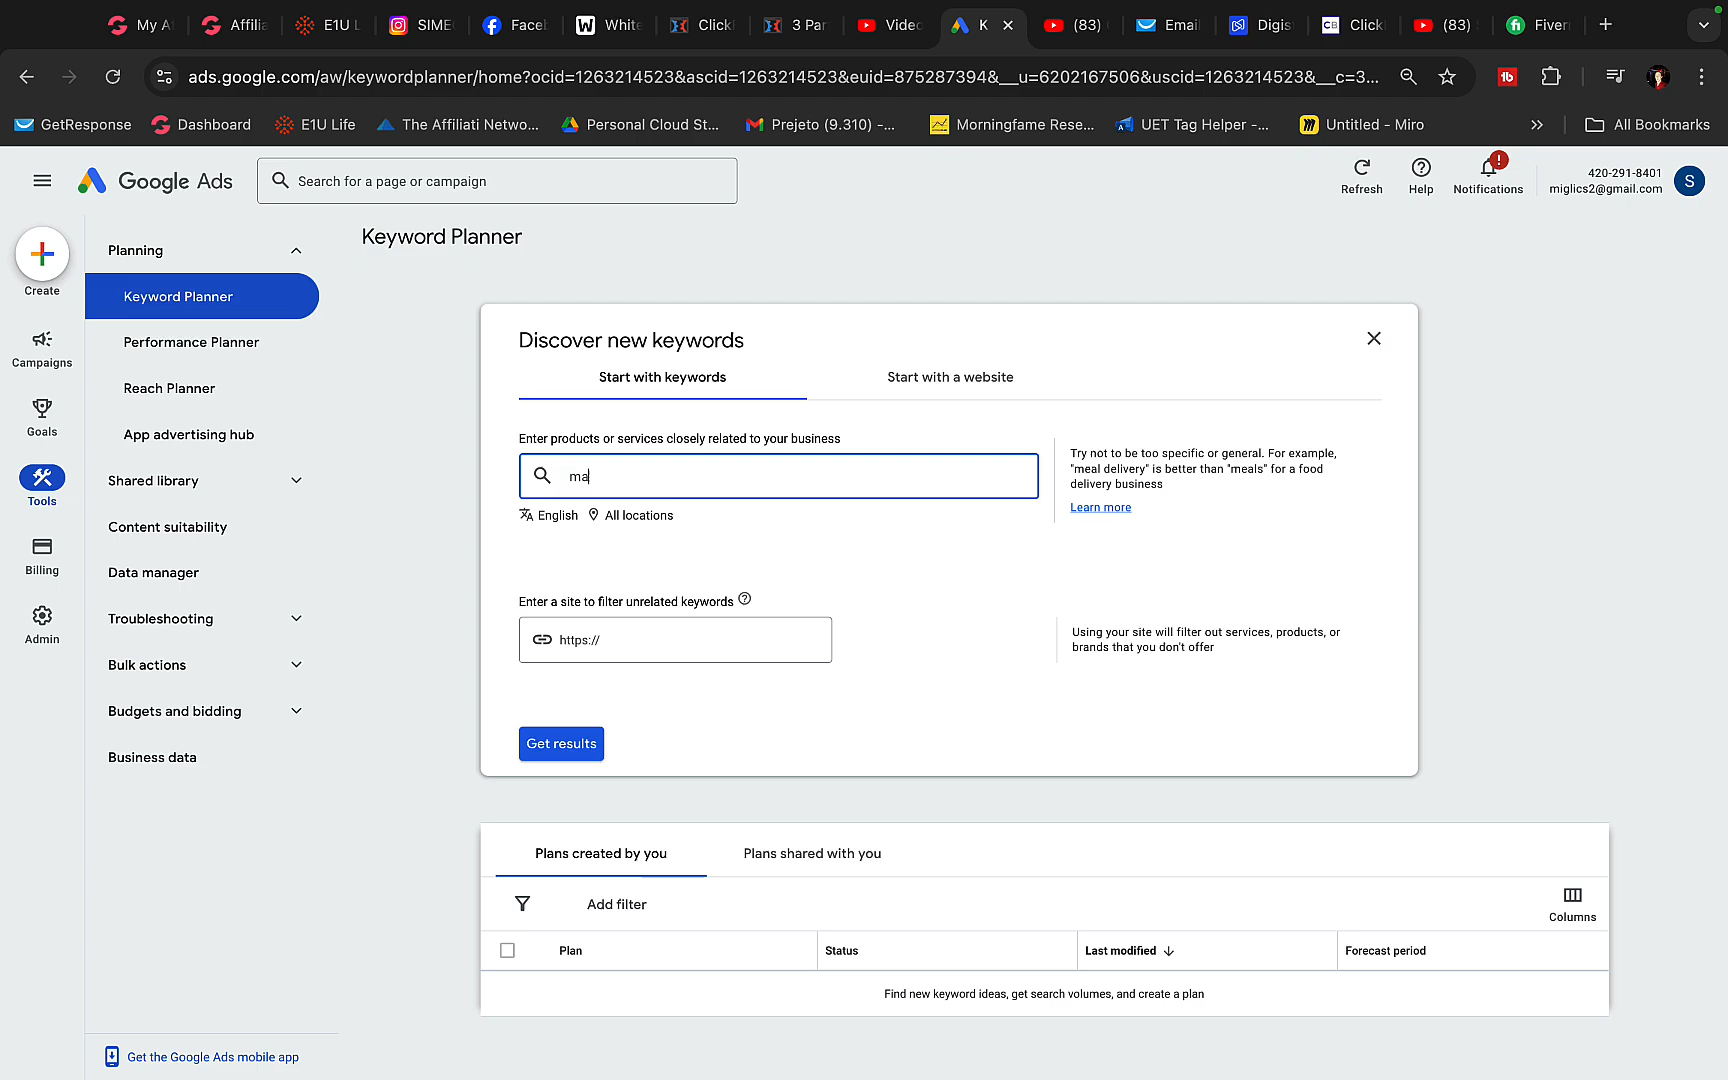 My A
Affilia
E1U L
SIME
Faceb
White
Click
3 Par
Videc
K
(83)
Email
Digis
CB
Click
(83)
Fiverr
ads.google.com/aw/keywordplanner/home?ocid=1263214523&ascid=1263214523&euid=875287394&__u=6202167506&uscid=1263214523&__c=3...
GetResponse
Dashboard
E1U Life
The Affiliati Netwo...
Personal Cloud St...
Prejeto (9.310) -...
Morningfame Rese...
UET Tag Helper -...
Untitled - Miro
All Bookmarks
Google Ads
Search for a page or campaign
Refresh
Help
Notifications
420-291-8401
miglics2@gmail.com
S
Create
Campaigns
Goals
Tools
Billing
Admin
Planning
Keyword Planner
Performance Planner
Reach Planner
App advertising hub
Shared library
Content suitability
Data manager
Troubleshooting
Bulk actions
Budgets and bidding
Business data
Get the Google Ads mobile app
Keyword Planner
Discover new keywords
Start with keywords
Start with a website
Enter products or services closely related to your business
ma
English
All locations
Try not to be too specific or general. For example,
"meal delivery" is better than "meals" for a food
delivery business
Learn more
Enter a site to filter unrelated keywords
https://
Using your site will filter out services, products, or
brands that you don't offer
Get results
Plans created by you
Plans shared with you
Add filter
Columns
Plan
Status
Last modified
Forecast period
Find new keyword ideas, get search volumes, and create a plan